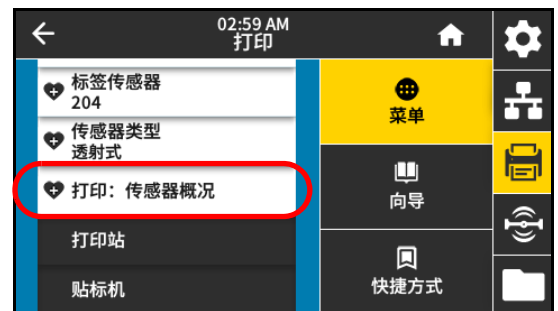 02:59 AM
打印
标签传感器
204
传感器类型
透射式
打印：传感器概况
打印站
贴标机
菜单
向导
快捷方式